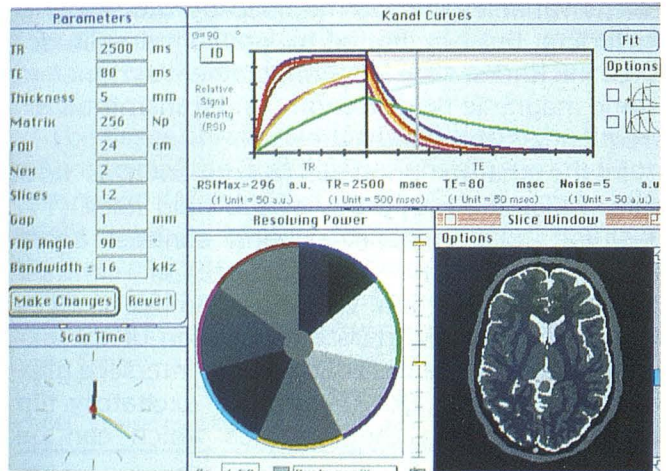 Parameters
TR 2500 ms
TE 80 ms
Thickness 5 mm
Matrix 256 Np
FOV 24 cm
Nex 2
Slices 12
Gap 1 mm
Flip Angle 90 °
Bandwidth ± 16 kHz
Make Changes Revert
Scan Time
Kanal Curves
Θ=90 °
1D
Relative
Signal
Intensity
(RSI)
TR TE
Fit
Options
RSIMax=296 a.u. TR=2500 msec TE=80 msec Noise=5 a.u
(1 Unit = 50 a.u.) (1 Unit = 500 msec) (1 Unit = 50 msec) (1 Unit = 50 a.u
Resolving Power
Slice Window
Options